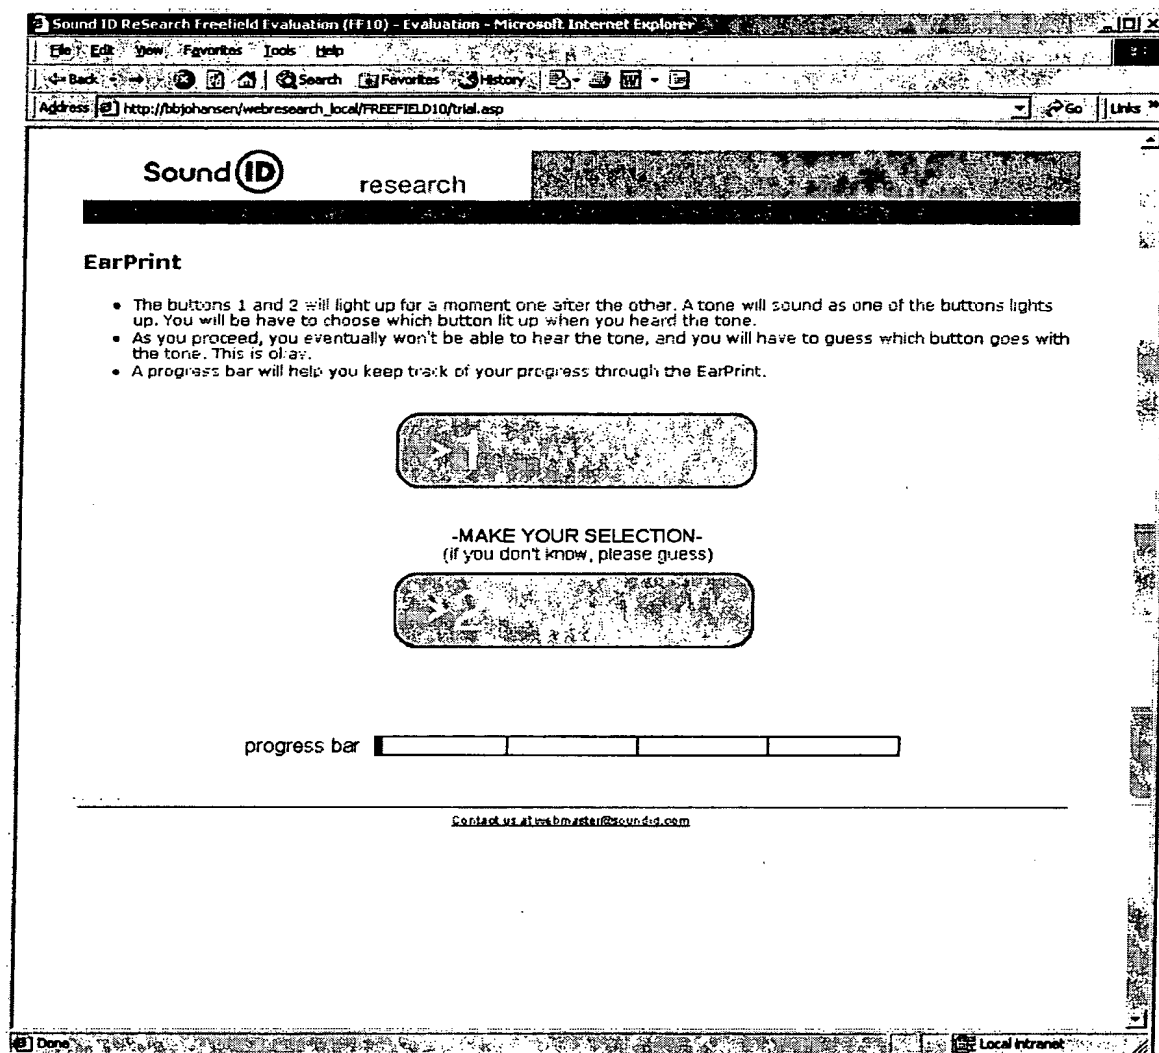 Sound ID ReSearch Freefield Evaluation (FF10) - Evaluation - Microsoft Internet Explorer
File Edit View Favorites Tools Help
Back Search Favorites History
Address http://bbjohansen/webresearch_local/FREEFIELD10/trial.asp Go Links »
Sound ID research
EarPrint
• The buttons 1 and 2 will light up for a moment one after the other. A tone will sound as one of the buttons lights
up. You will be have to choose which button lit up when you heard the tone.
• As you proceed, you eventually won't be able to hear the tone, and you will have to guess which button goes with
the tone. This is okay.
• A progress bar will help you keep track of your progress through the EarPrint.
>1
-MAKE YOUR SELECTION-
(if you don't know, please guess)
>2
progress bar
Contact us at webmaster@soundid.com
Done Local intranet